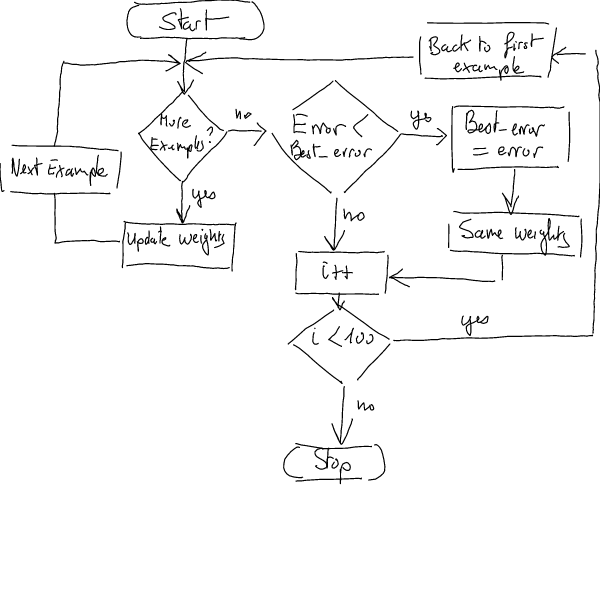 Start
Back to first
example
More
Examples?
no
Error <
Best_error
yes
Best_error
= error
Next Example
yes
Update weights
no
Same weights
i++
i < 100
yes
no
Stop